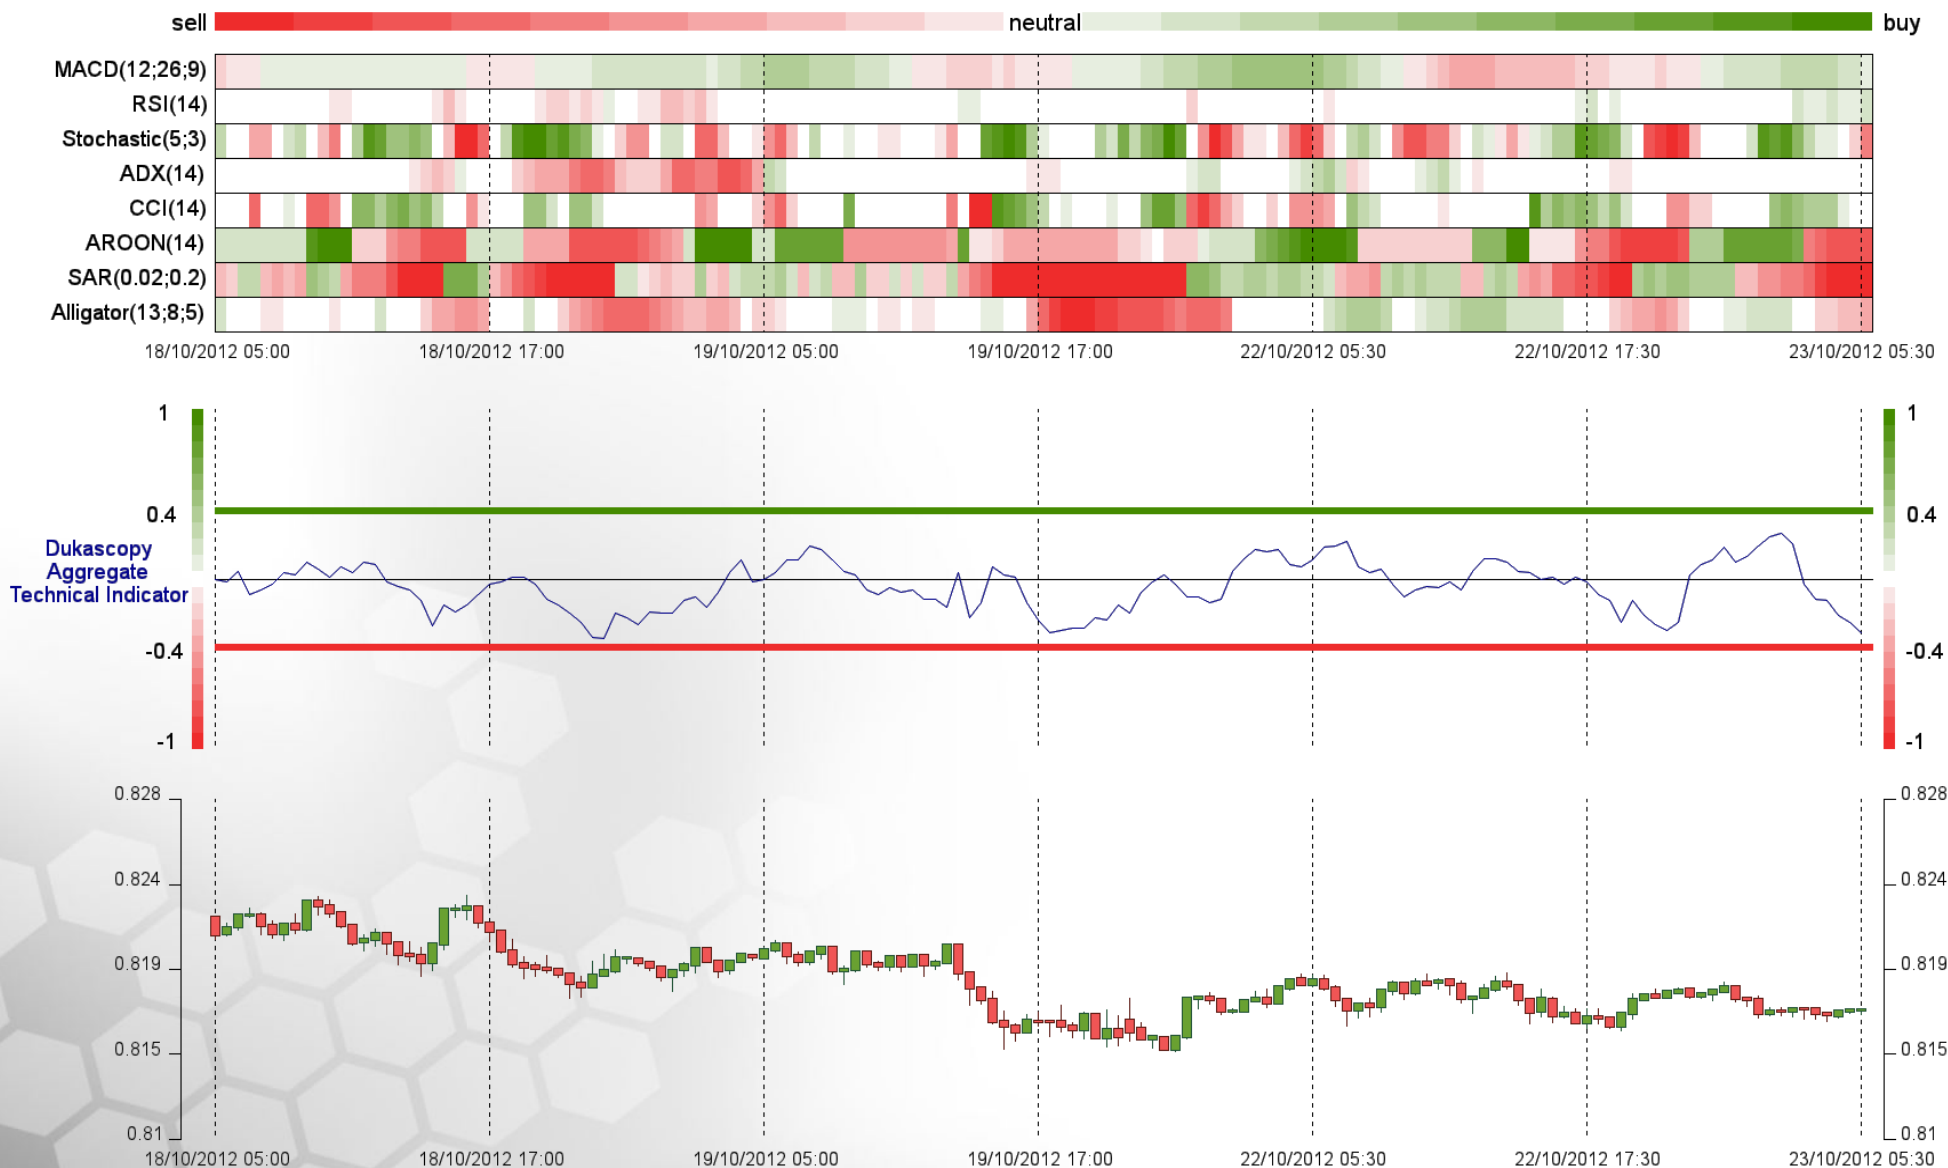 sell neutral buy
MACD(12;26;9)
RSI(14)
Stochastic(5;3)
ADX(14)
CCI(14)
AROON(14)
SAR(0.02;0.2)
Alligator(13;8;5)
18/10/2012 05:00 18/10/2012 17:00 19/10/2012 05:00 19/10/2012 17:00 22/10/2012 05:30 22/10/2012 17:30 23/10/2012 05:30
1 1
0.4 0.4
Dukascopy
Aggregate
Technical Indicator
-0.4 -0.4
-1 -1
0.828 0.828
0.824 0.824
0.819 0.819
0.815 0.815
0.81 0.81
18/10/2012 05:00 18/10/2012 17:00 19/10/2012 05:00 19/10/2012 17:00 22/10/2012 05:30 22/10/2012 17:30 23/10/2012 05:30